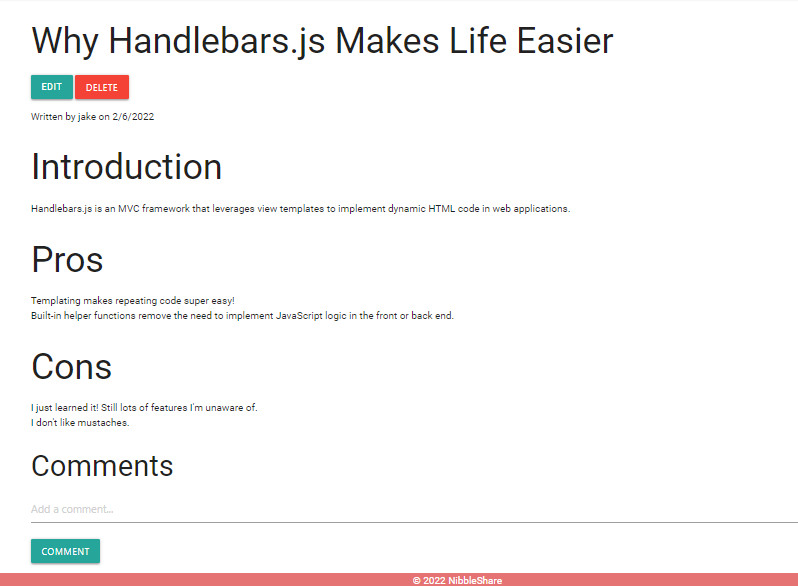 Why Handlebars.js Makes Life Easier
EDIT DELETE
Written by jake on 2/6/2022
Introduction
Handlebars.js is an MVC framework that leverages view templates to implement dynamic HTML code in web applications.
Pros
Templating makes repeating code super easy!
Built-in helper functions remove the need to implement JavaScript logic in the front or back end.
Cons
I just learned it! Still lots of features I'm unaware of.
I don't like mustaches.
Comments
Add a comment...
COMMENT
© 2022 NibbleShare